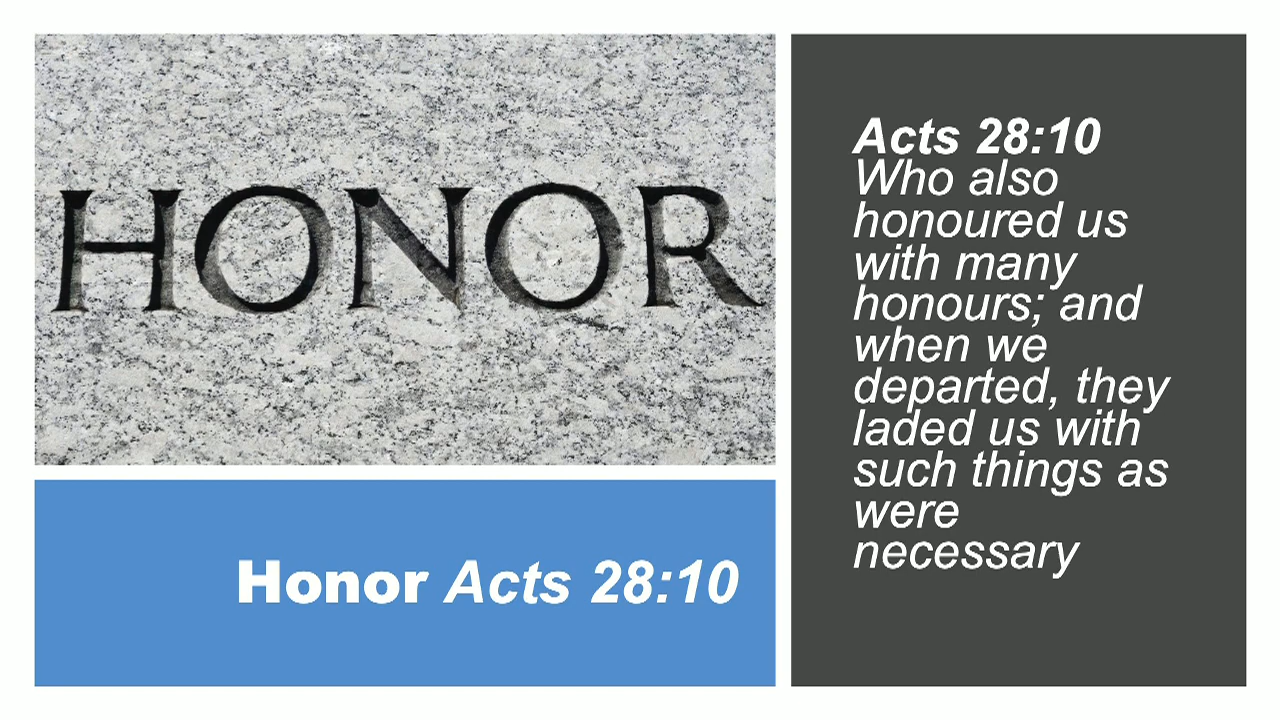 HONOR
Honor Acts 28:10
Acts 28:10
Who also
honoured us
with many
honours; and
when we
departed, they
laded us with
such things as
were
necessary